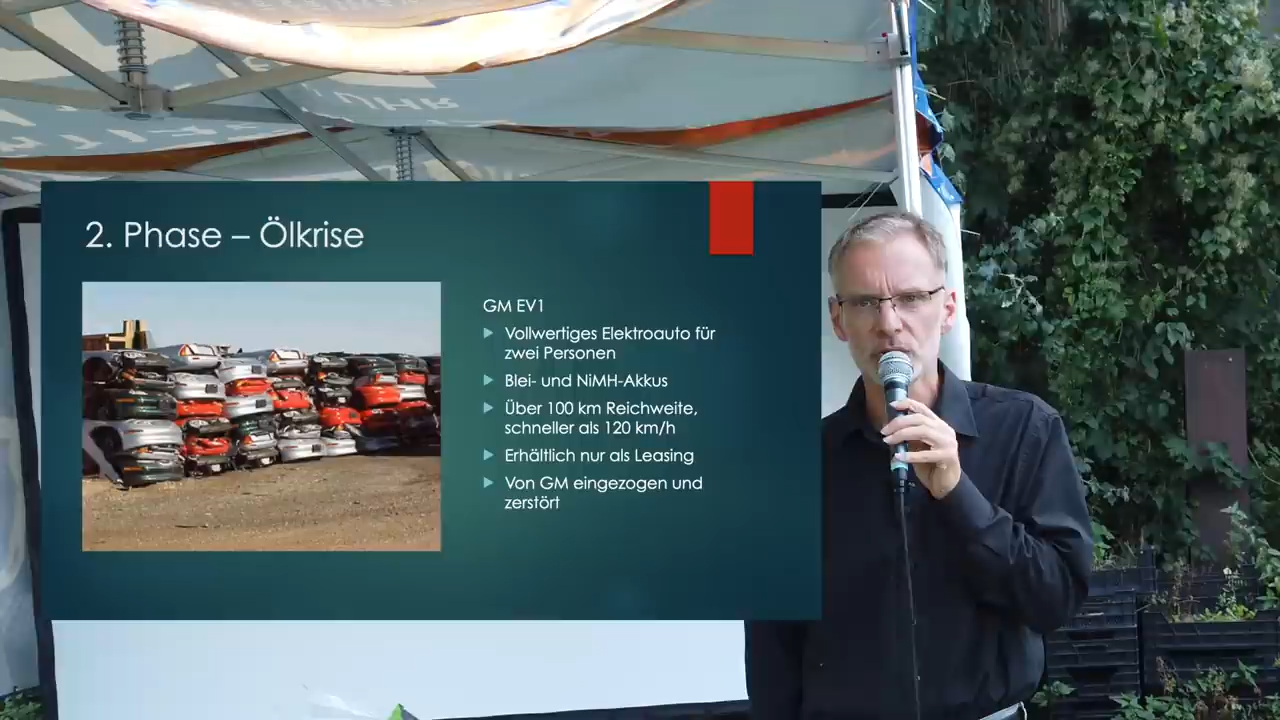 UHR
2. Phase – Ölkrise
GM EV1
Vollwertiges Elektroauto für
zwei Personen
Blei- und NiMH-Akkus
Über 100 km Reichweite,
schneller als 120 km/h
Erhältlich nur als Leasing
Von GM eingezogen und
zerstört